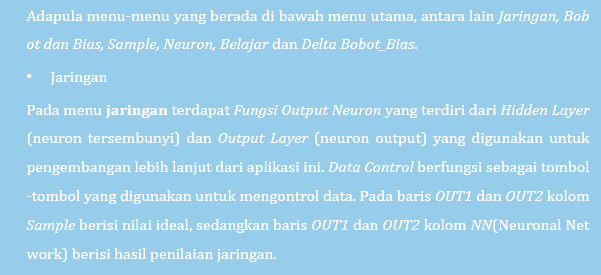 Adapula menu-menu yang berada di bawah menu utama, antara lain Jaringan, Bob
ot dan Bias, Sample, Neuron, Belajar dan Delta Bobot_Bias.
• Jaringan
Pada menu jaringan terdapat Fungsi Output Neuron yang terdiri dari Hidden Layer
(neuron tersembunyi) dan Output Layer (neuron output) yang digunakan untuk
pengembangan lebih lanjut dari aplikasi ini. Data Control berfungsi sebagai tombol
-tombol yang digunakan untuk mengontrol data. Pada baris OUT1 dan OUT2 kolom
Sample berisi nilai ideal, sedangkan baris OUT1 dan OUT2 kolom NN(Neuronal Net
work) berisi hasil penilaian jaringan.